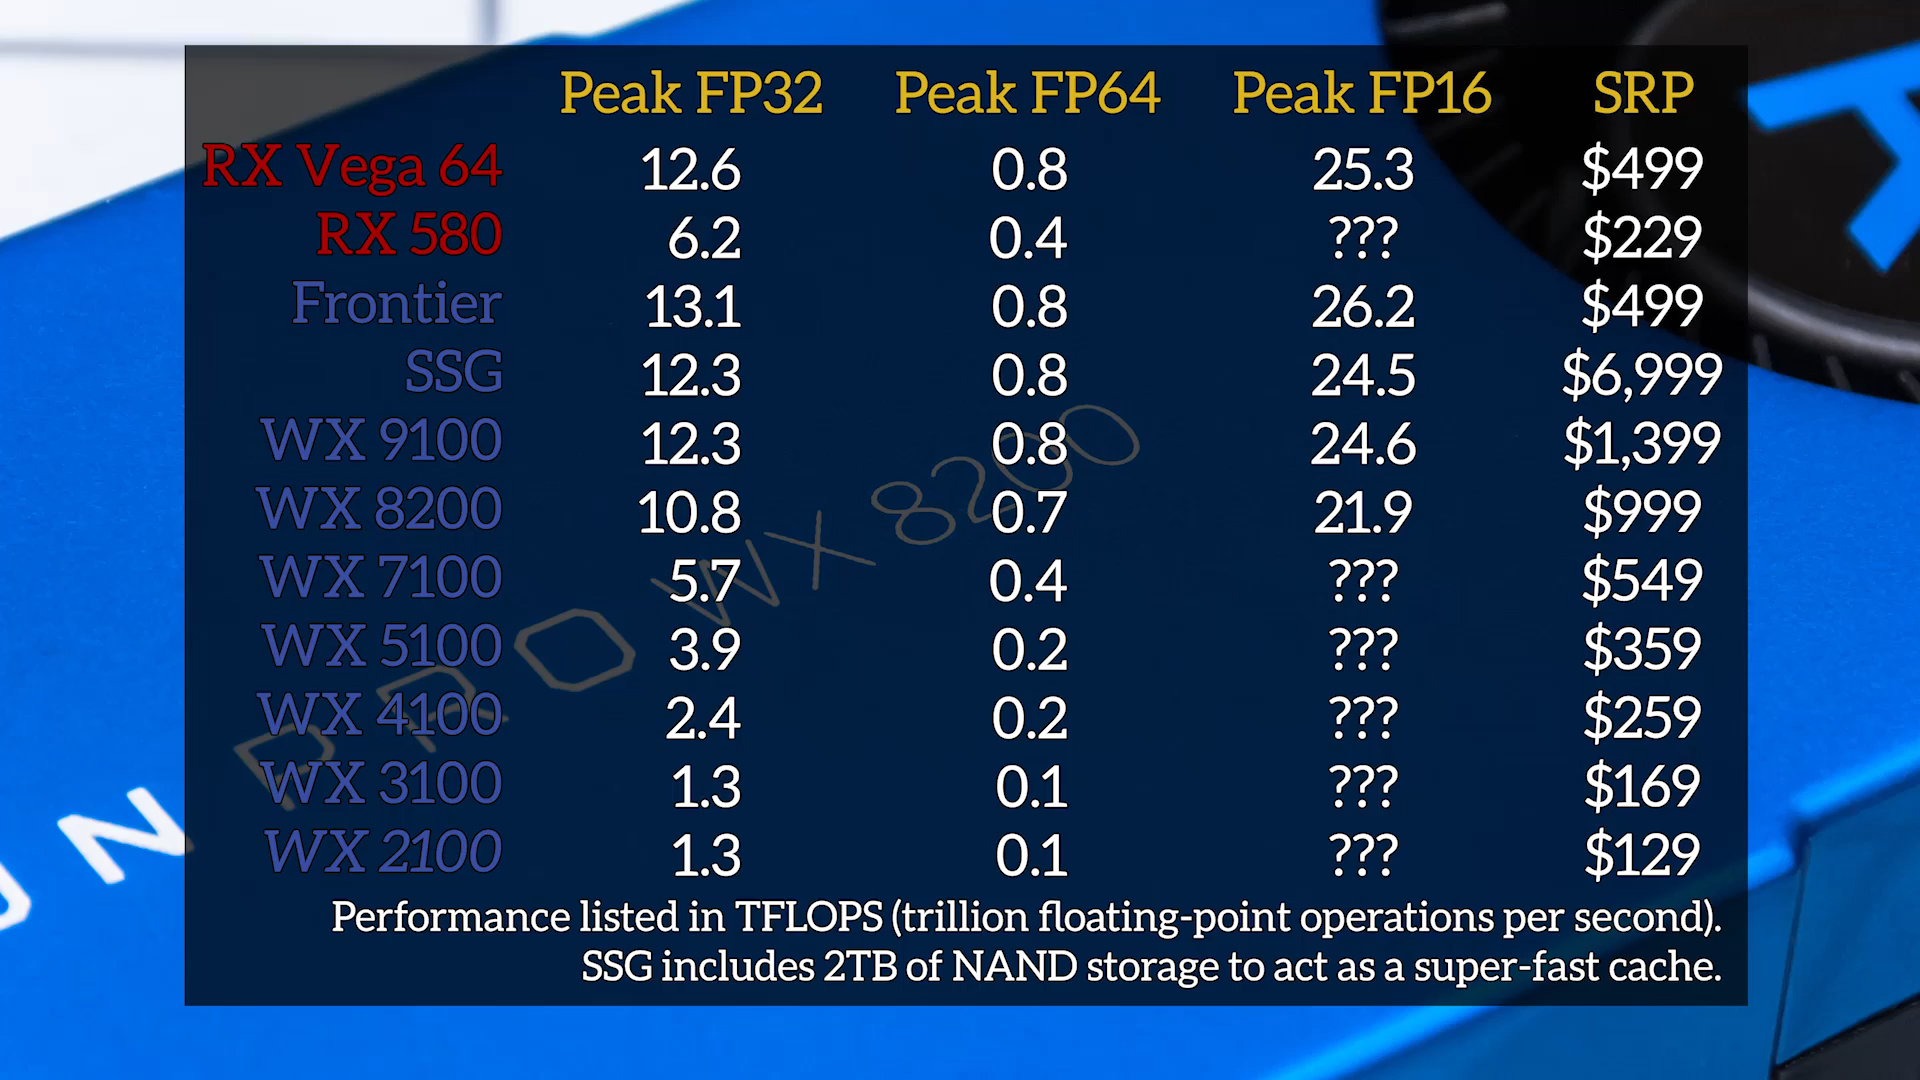 Peak FP32 Peak FP64 Peak FP16 SRP
RX Vega 64 12.6 0.8 25.3 $499
RX 580 6.2 0.4 ??? $229
Frontier 13.1 0.8 26.2 $499
SSG 12.3 0.8 24.5 $6,999
WX 9100 12.3 0.8 24.6 $1,399
WX 8200 10.8 0.7 21.9 $999
WX 7100 5.7 0.4 ??? $549
WX 5100 3.9 0.2 ??? $359
WX 4100 2.4 0.2 ??? $259
WX 3100 1.3 0.1 ??? $169
WX 2100 1.3 0.1 ??? $129
Performance listed in TFLOPS (trillion floating-point operations per second).
SSG includes 2TB of NAND storage to act as a super-fast cache.
PRO WX 8200